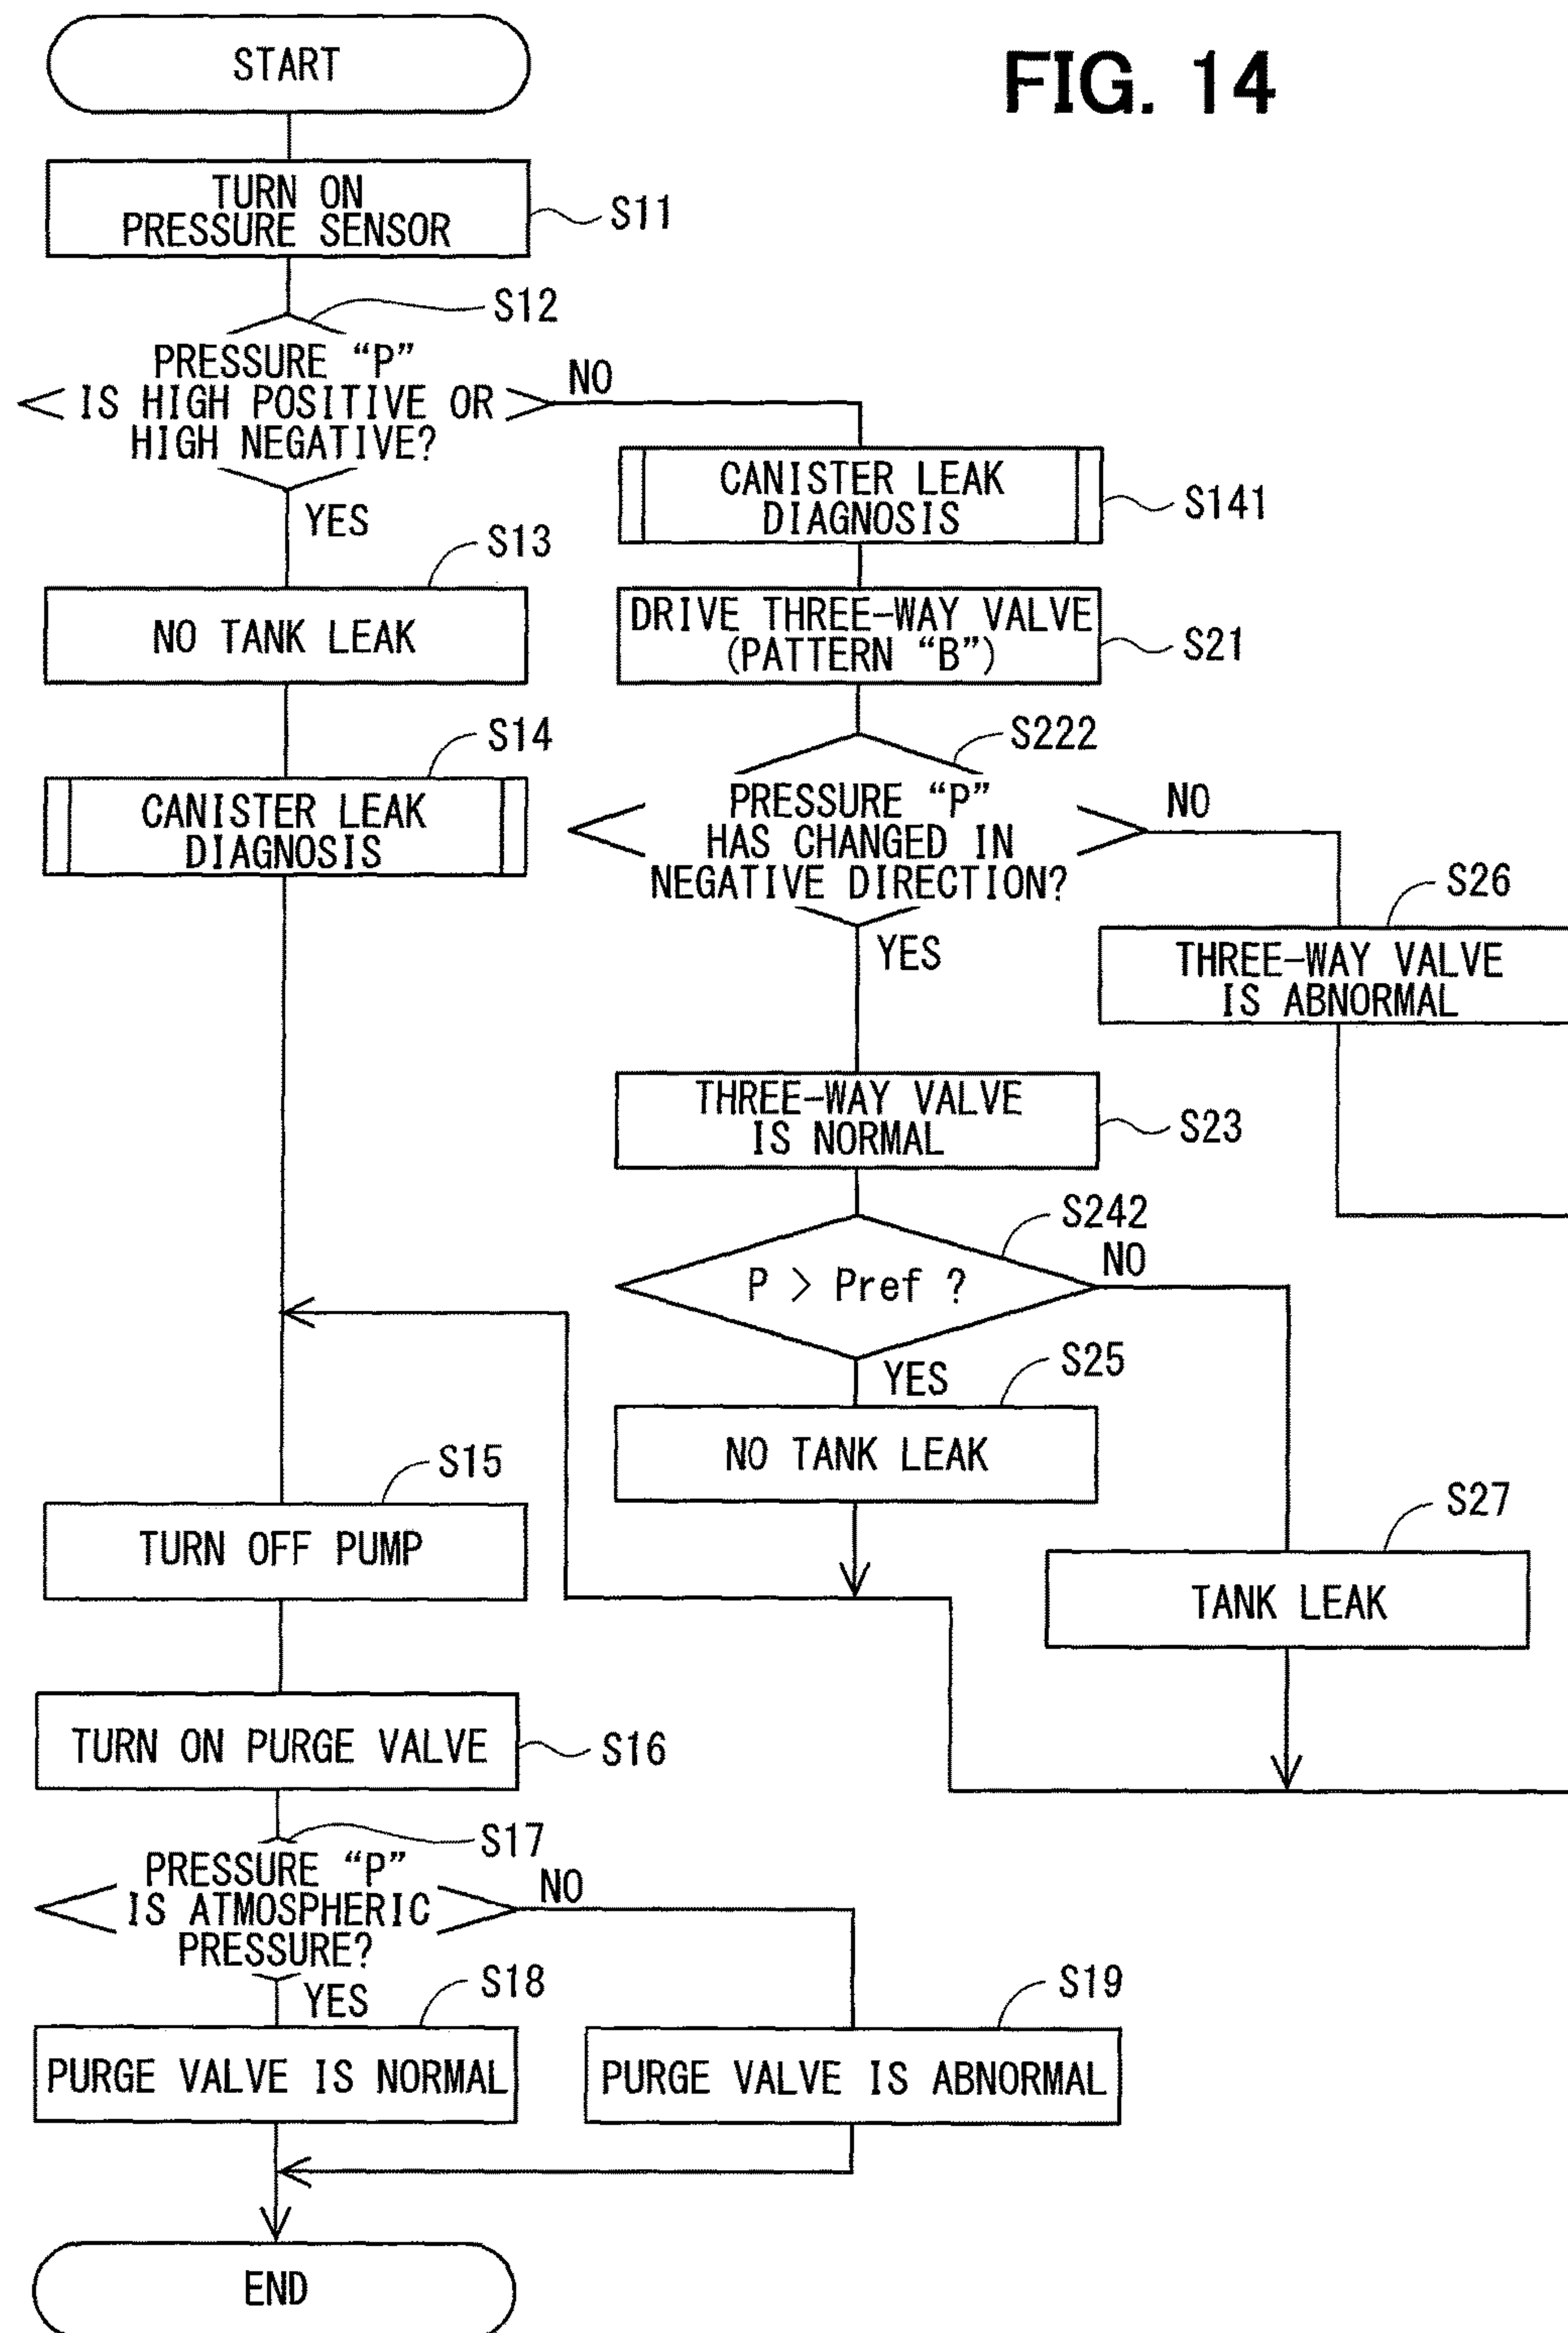 FIG. 14
START
TURN ON
PRESSURE SENSOR
S11
S12
PRESSURE “P”
IS HIGH POSITIVE OR
HIGH NEGATIVE?
NO
YES
S13
NO TANK LEAK
S14
CANISTER LEAK
DIAGNOSIS
CANISTER LEAK
DIAGNOSIS
S141
DRIVE THREE-WAY VALVE
(PATTERN “B”)
S21
S222
PRESSURE “P”
HAS CHANGED IN
NEGATIVE DIRECTION?
NO
YES
S26
THREE-WAY VALVE
IS ABNORMAL
THREE-WAY VALVE
IS NORMAL
S23
S242
P > Pref ?
NO
YES
S25
NO TANK LEAK
S27
TANK LEAK
S15
TURN OFF PUMP
TURN ON PURGE VALVE
S16
S17
PRESSURE “P”
IS ATMOSPHERIC
PRESSURE?
NO
YES
S18
PURGE VALVE IS NORMAL
S19
PURGE VALVE IS ABNORMAL
END